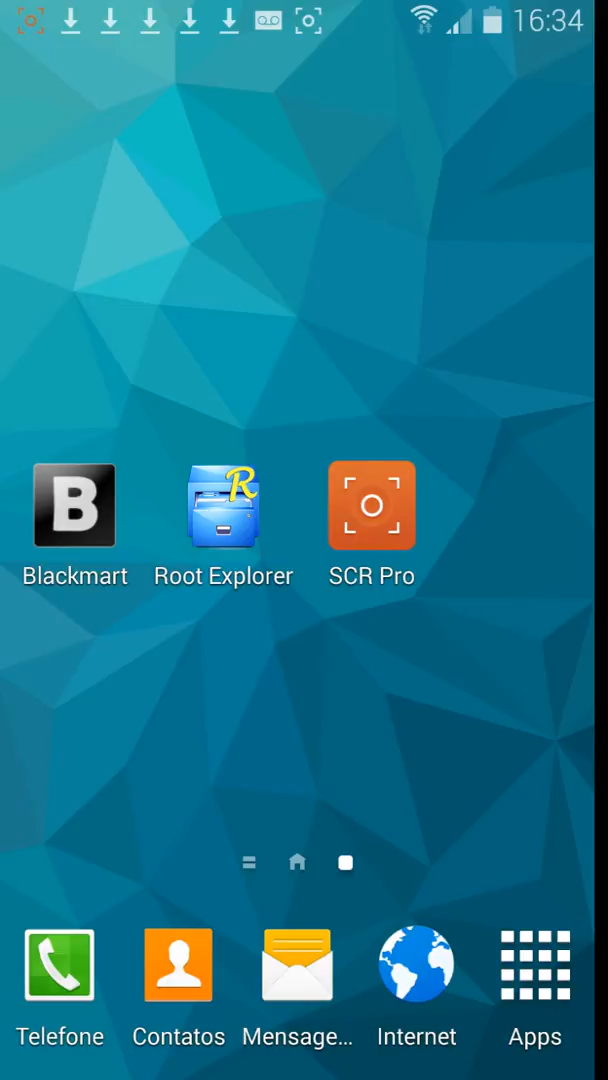 16:34
B
R
Blackmart
Root Explorer
SCR Pro
Telefone
Contatos
Mensage...
Internet
Apps